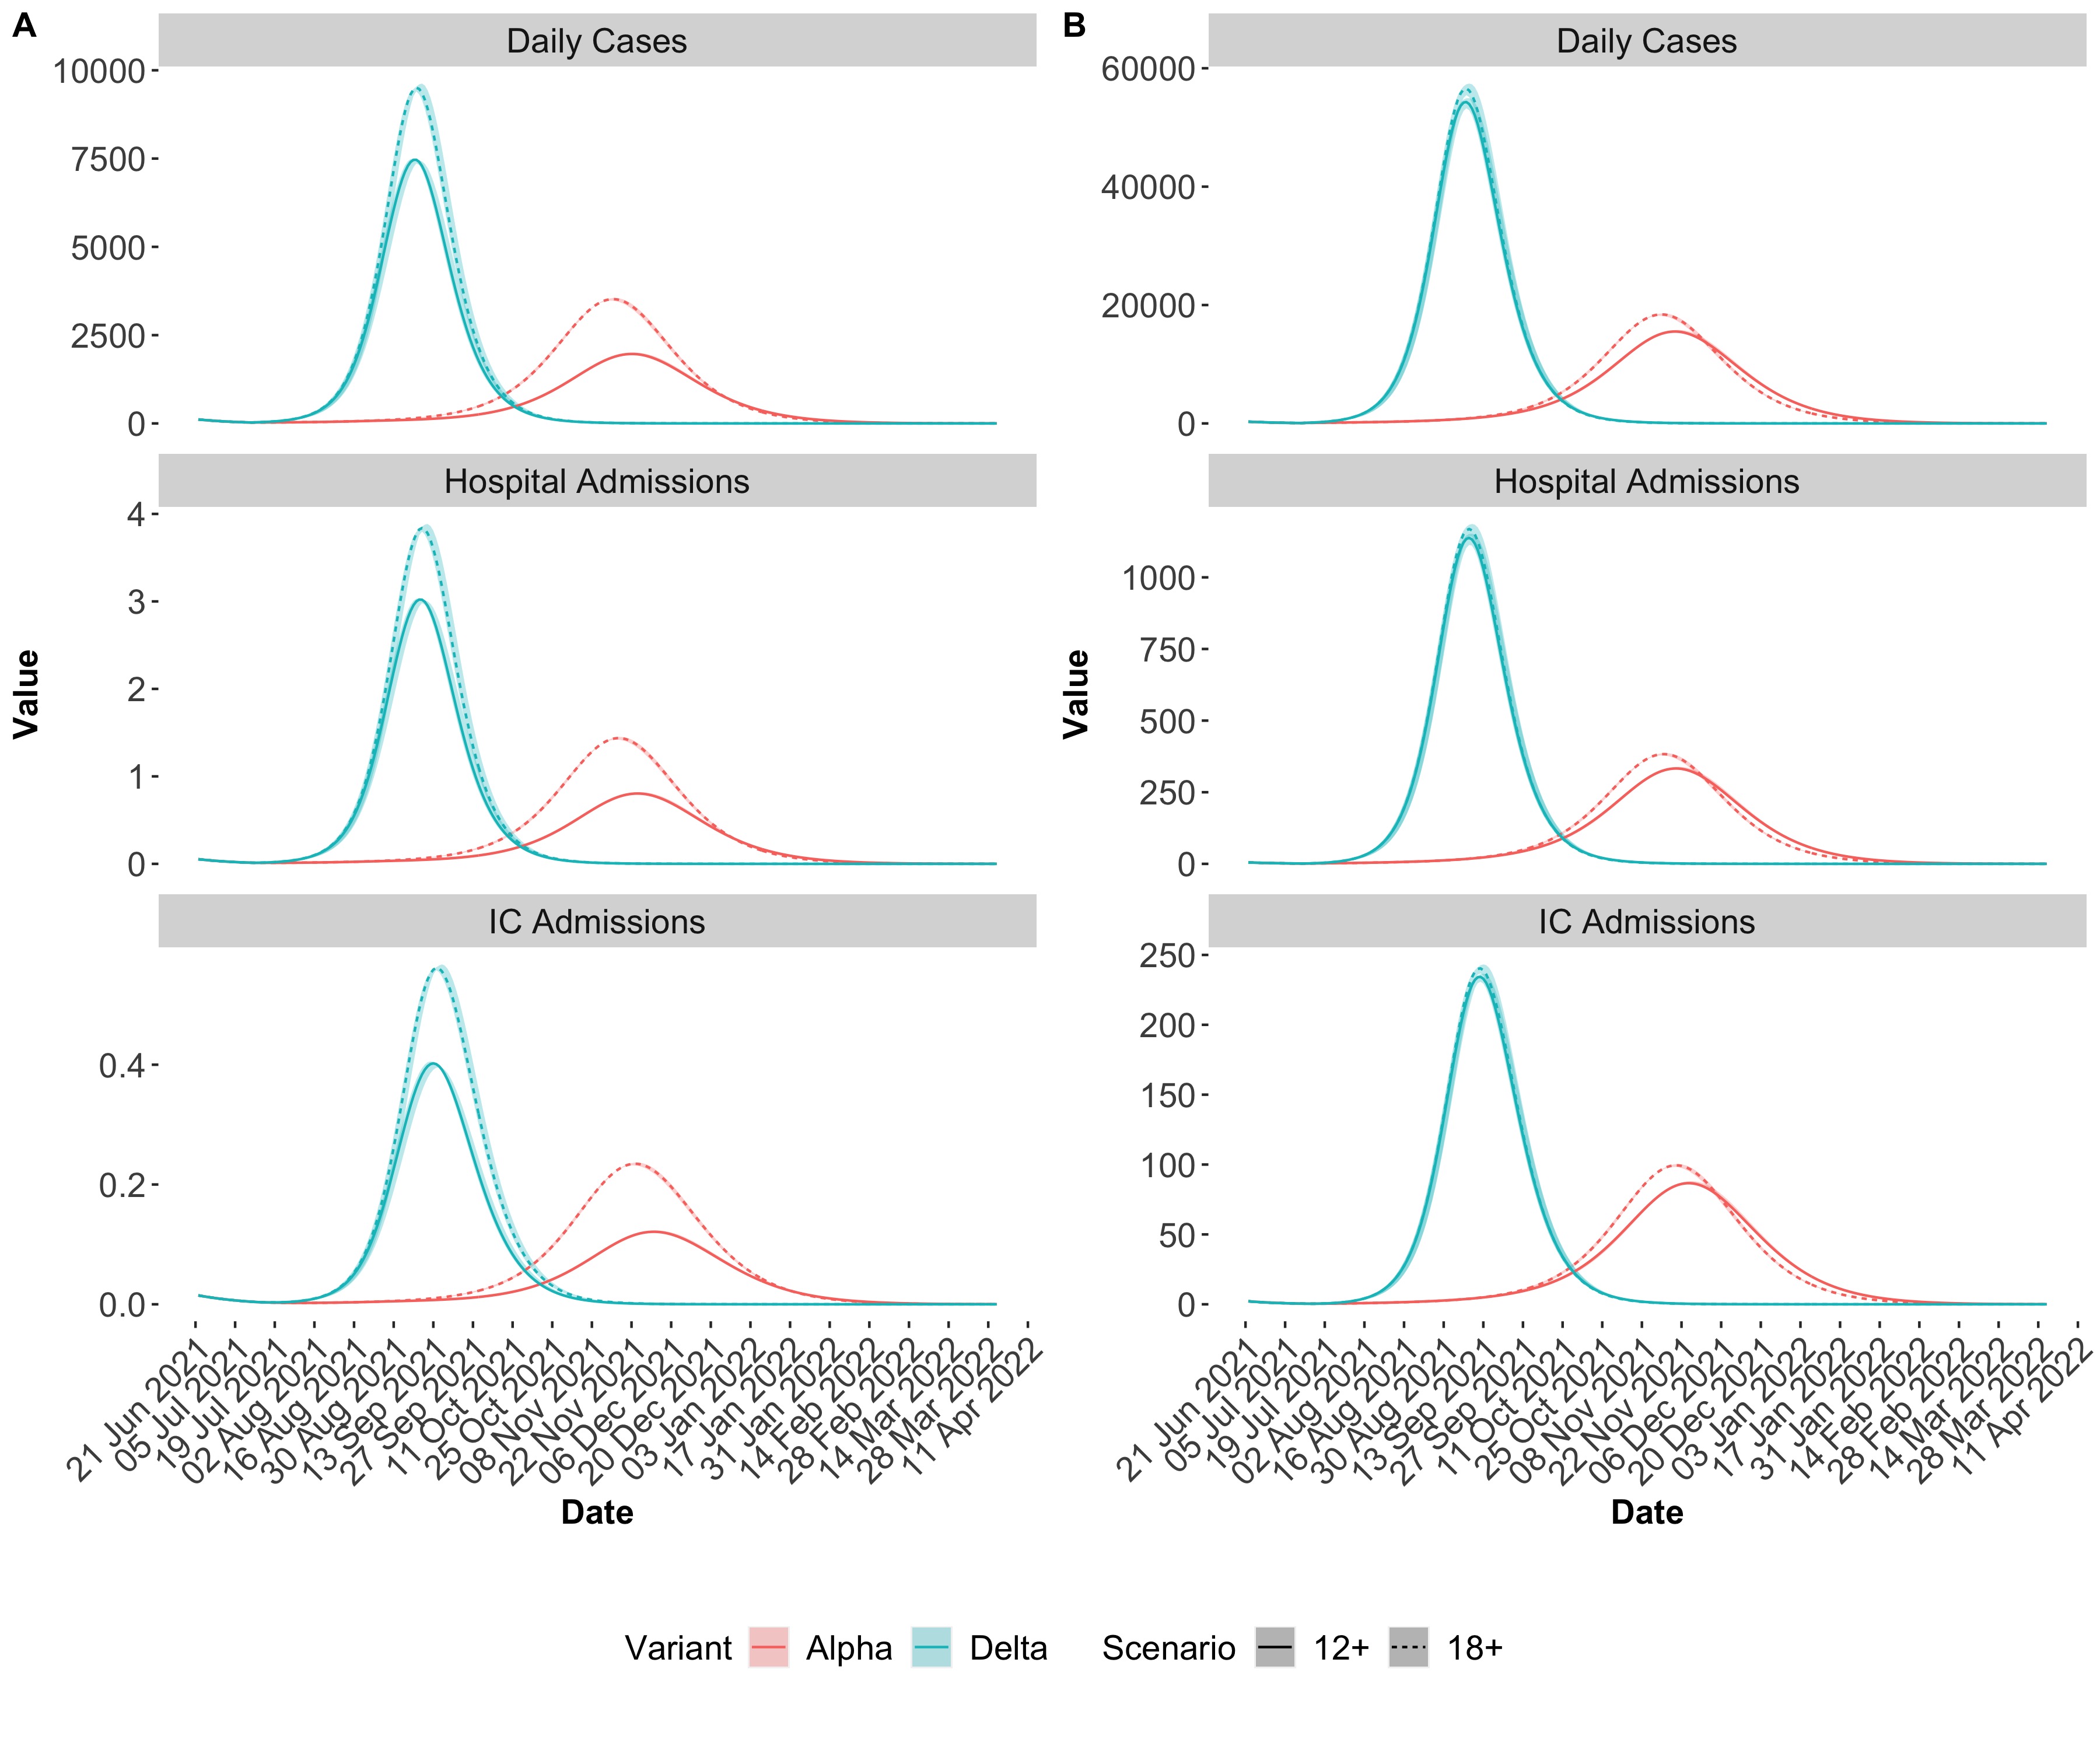 A
Daily Cases
10000
7500
5000
2500
0
Hospital Admissions
4
3
2
1
0
IC Admissions
0.4
0.2
0.0
Value
21 Jun 2021
05 Jul 2021
19 Jul 2021
02 Aug 2021
16 Aug 2021
30 Aug 2021
13 Sep 2021
27 Sep 2021
11 Oct 2021
25 Oct 2021
08 Nov 2021
22 Nov 2021
06 Dec 2021
20 Dec 2021
03 Jan 2022
17 Jan 2022
31 Jan 2022
14 Feb 2022
28 Feb 2022
14 Mar 2022
28 Mar 2022
11 Apr 2022
Date
B
Daily Cases
60000
40000
20000
0
Hospital Admissions
1000
750
500
250
0
IC Admissions
250
200
150
100
50
0
Value
21 Jun 2021
05 Jul 2021
19 Jul 2021
02 Aug 2021
16 Aug 2021
30 Aug 2021
13 Sep 2021
27 Sep 2021
11 Oct 2021
25 Oct 2021
08 Nov 2021
22 Nov 2021
06 Dec 2021
20 Dec 2021
03 Jan 2022
17 Jan 2022
31 Jan 2022
14 Feb 2022
28 Feb 2022
14 Mar 2022
28 Mar 2022
11 Apr 2022
Date
Variant Alpha Delta Scenario 12+ 18+